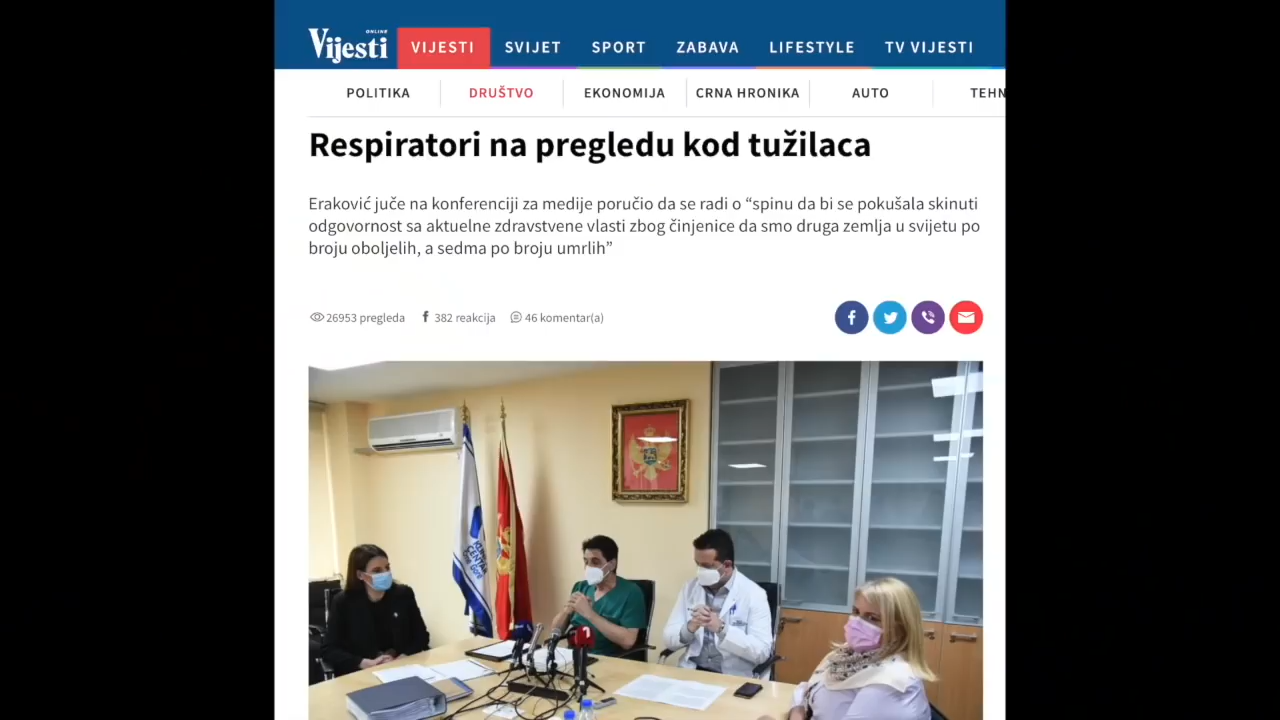 Vijesti ONLINE
VIJESTI SVIJET SPORT ZABAVA LIFESTYLE TV VIJESTI
POLITIKA DRUŠTVO EKONOMIJA CRNA HRONIKA AUTO TEHN
Respiratori na pregledu kod tužilaca
Eraković juče na konferenciji za medije poručio da se radi o “spinu da bi se pokušala skinuti
odgovornost sa aktuelne zdravstvene vlasti zbog činjenice da smo druga zemlja u svijetu po
broju oboljelih, a sedma po broju umrlih”
26953 pregleda 382 reakcija 46 komentar(a)